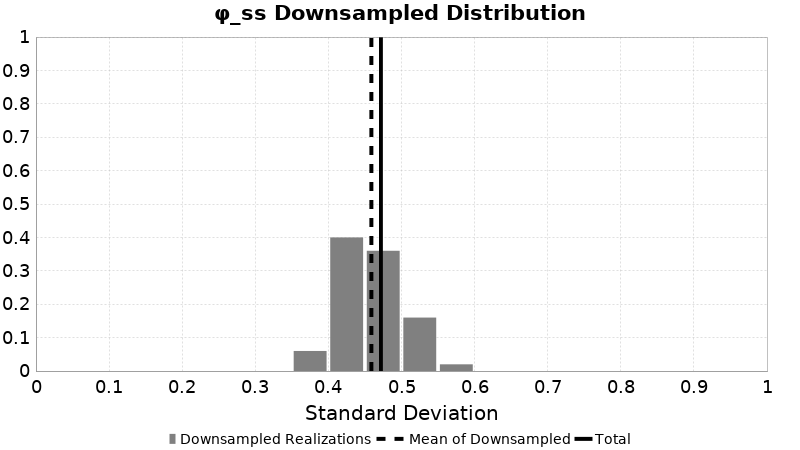 φ_ss Downsampled Distribution
1
0.9
0.8
0.7
0.6
0.5
0.4
0.3
0.2
0.1
0
0 0.1 0.2 0.3 0.4 0.5 0.6 0.7 0.8 0.9 1
Standard Deviation
Downsampled Realizations Mean of Downsampled Total